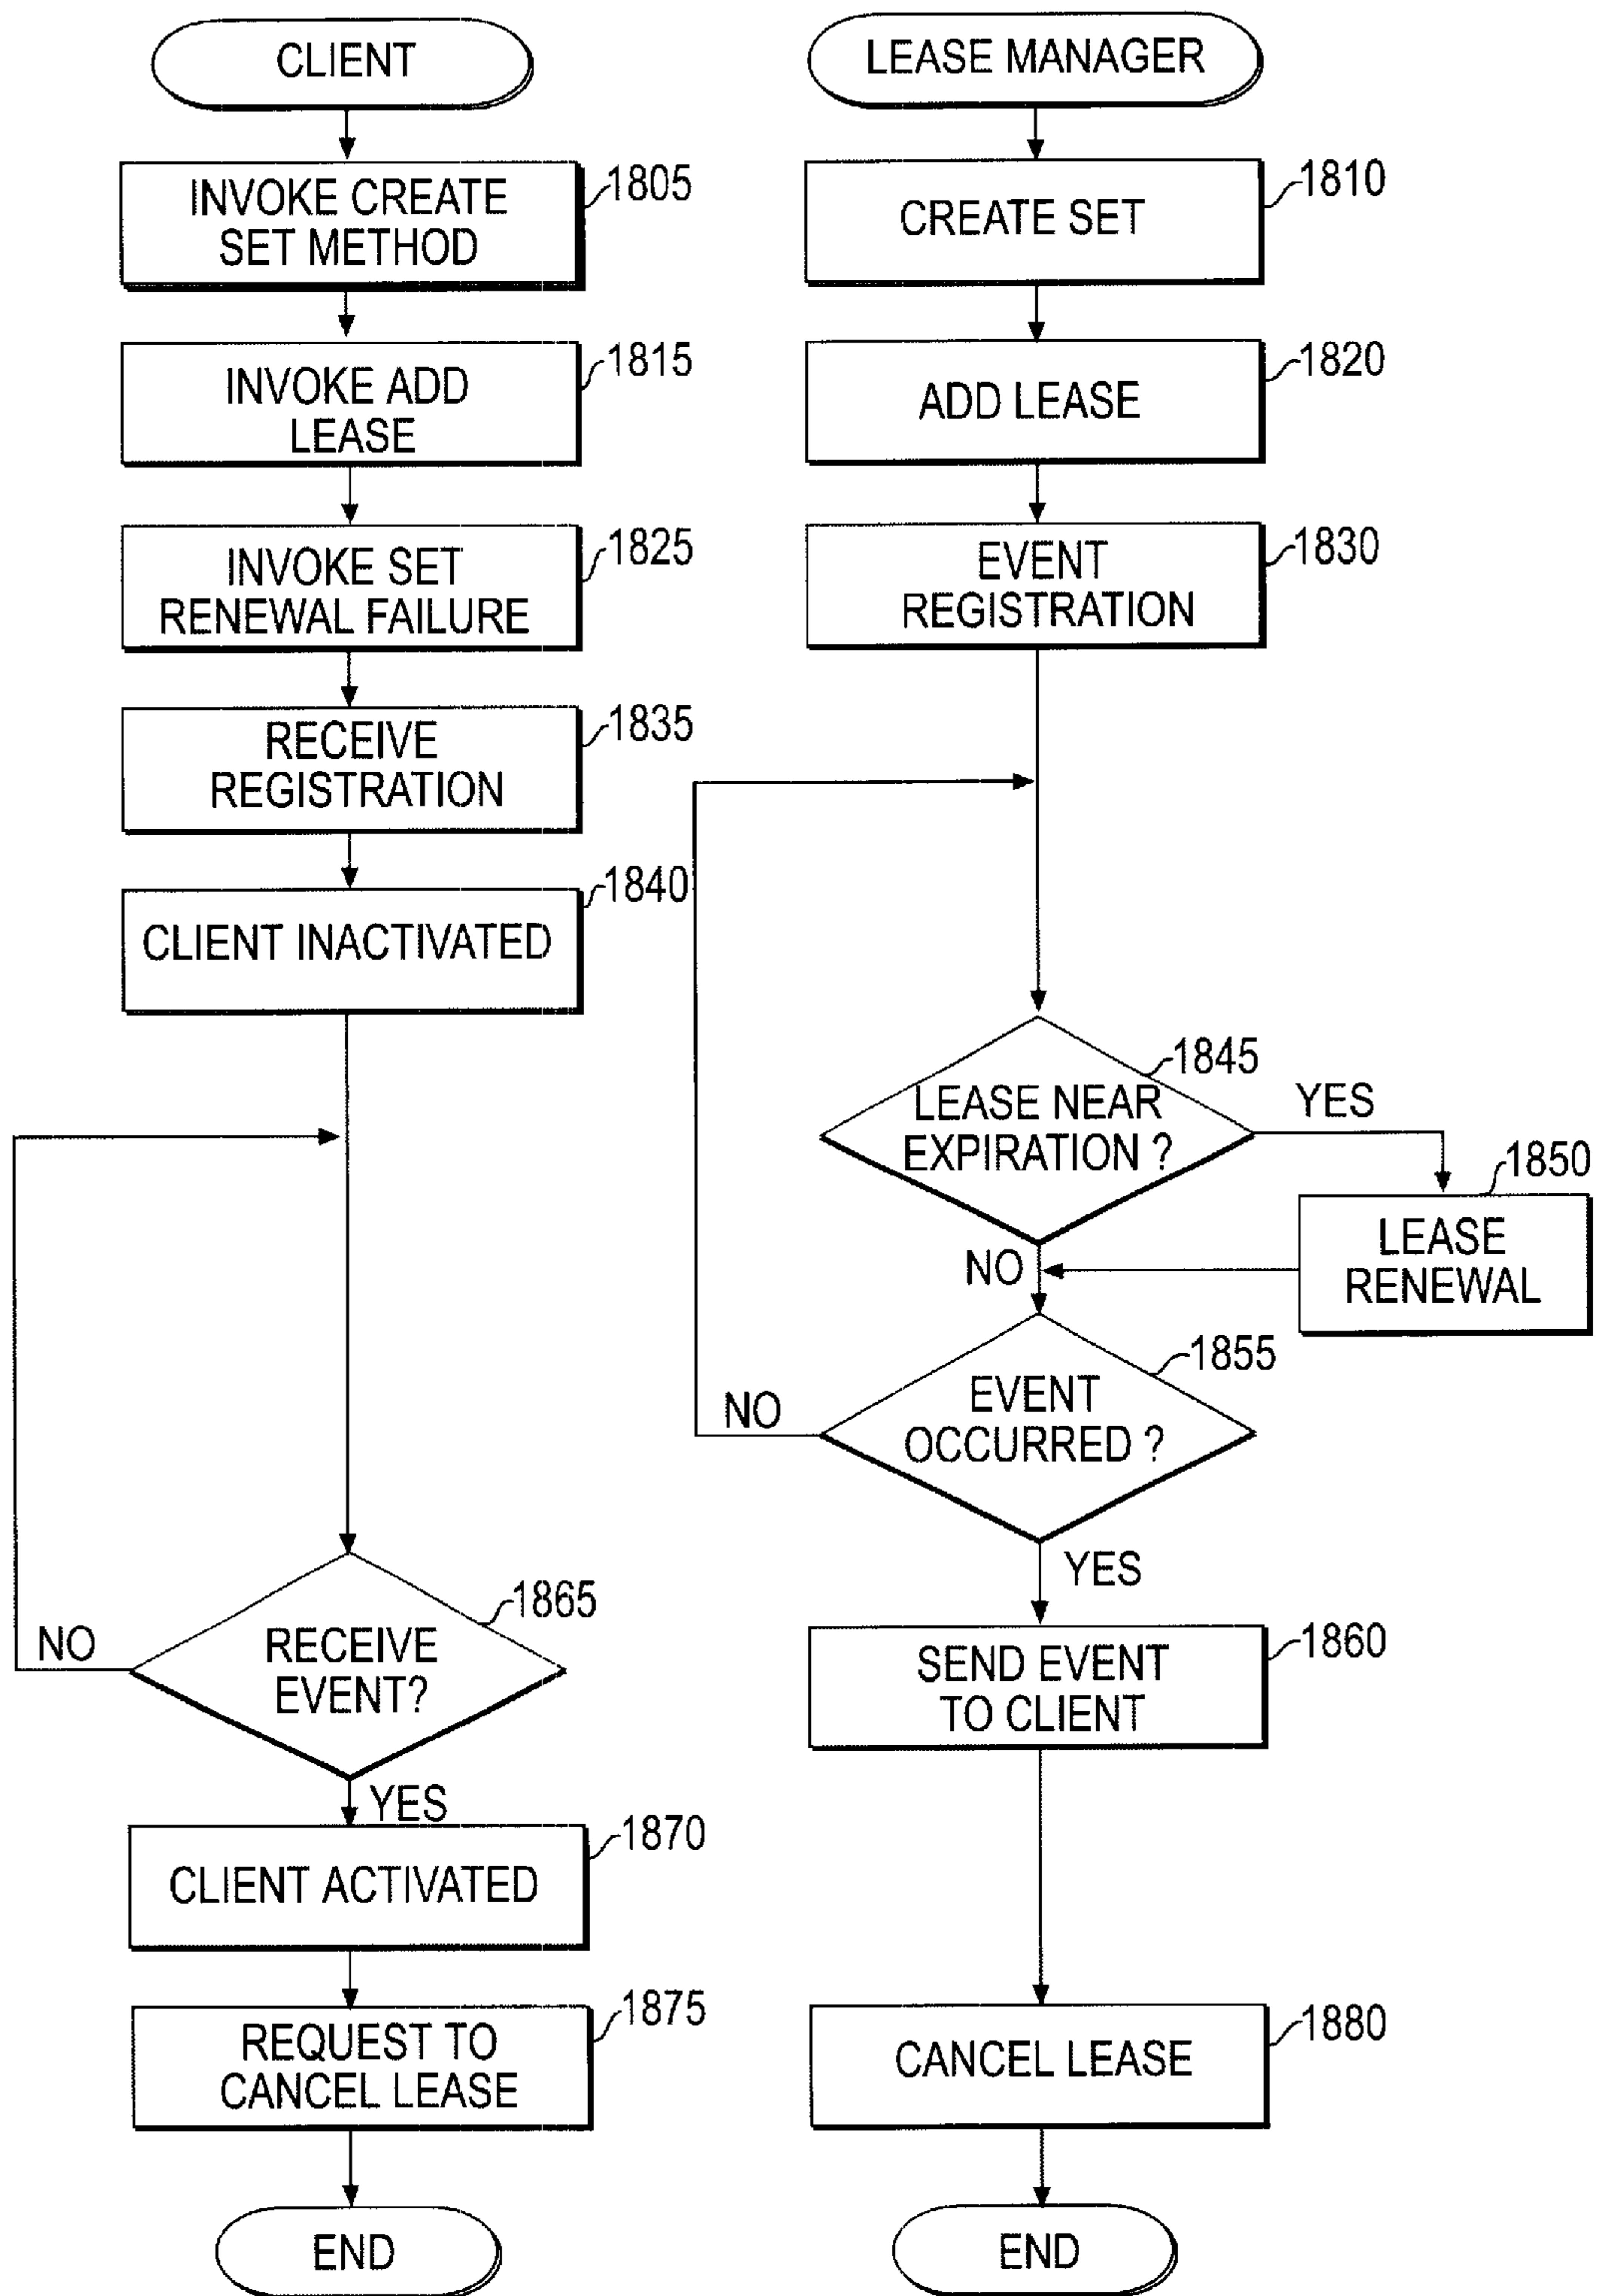 CLIENT
INVOKE CREATE
SET METHOD
1805
INVOKE ADD
LEASE
1815
INVOKE SET
RENEWAL FAILURE
1825
RECEIVE
REGISTRATION
1835
CLIENT INACTIVATED
1840
RECEIVE
EVENT?
1865
NO
YES
CLIENT ACTIVATED
1870
REQUEST TO
CANCEL LEASE
1875
END
LEASE MANAGER
CREATE SET
1810
ADD LEASE
1820
EVENT
REGISTRATION
1830
LEASE NEAR
EXPIRATION ?
1845
YES
LEASE
RENEWAL
1850
NO
EVENT
OCCURRED ?
1855
NO
YES
SEND EVENT
TO CLIENT
1860
CANCEL LEASE
1880
END